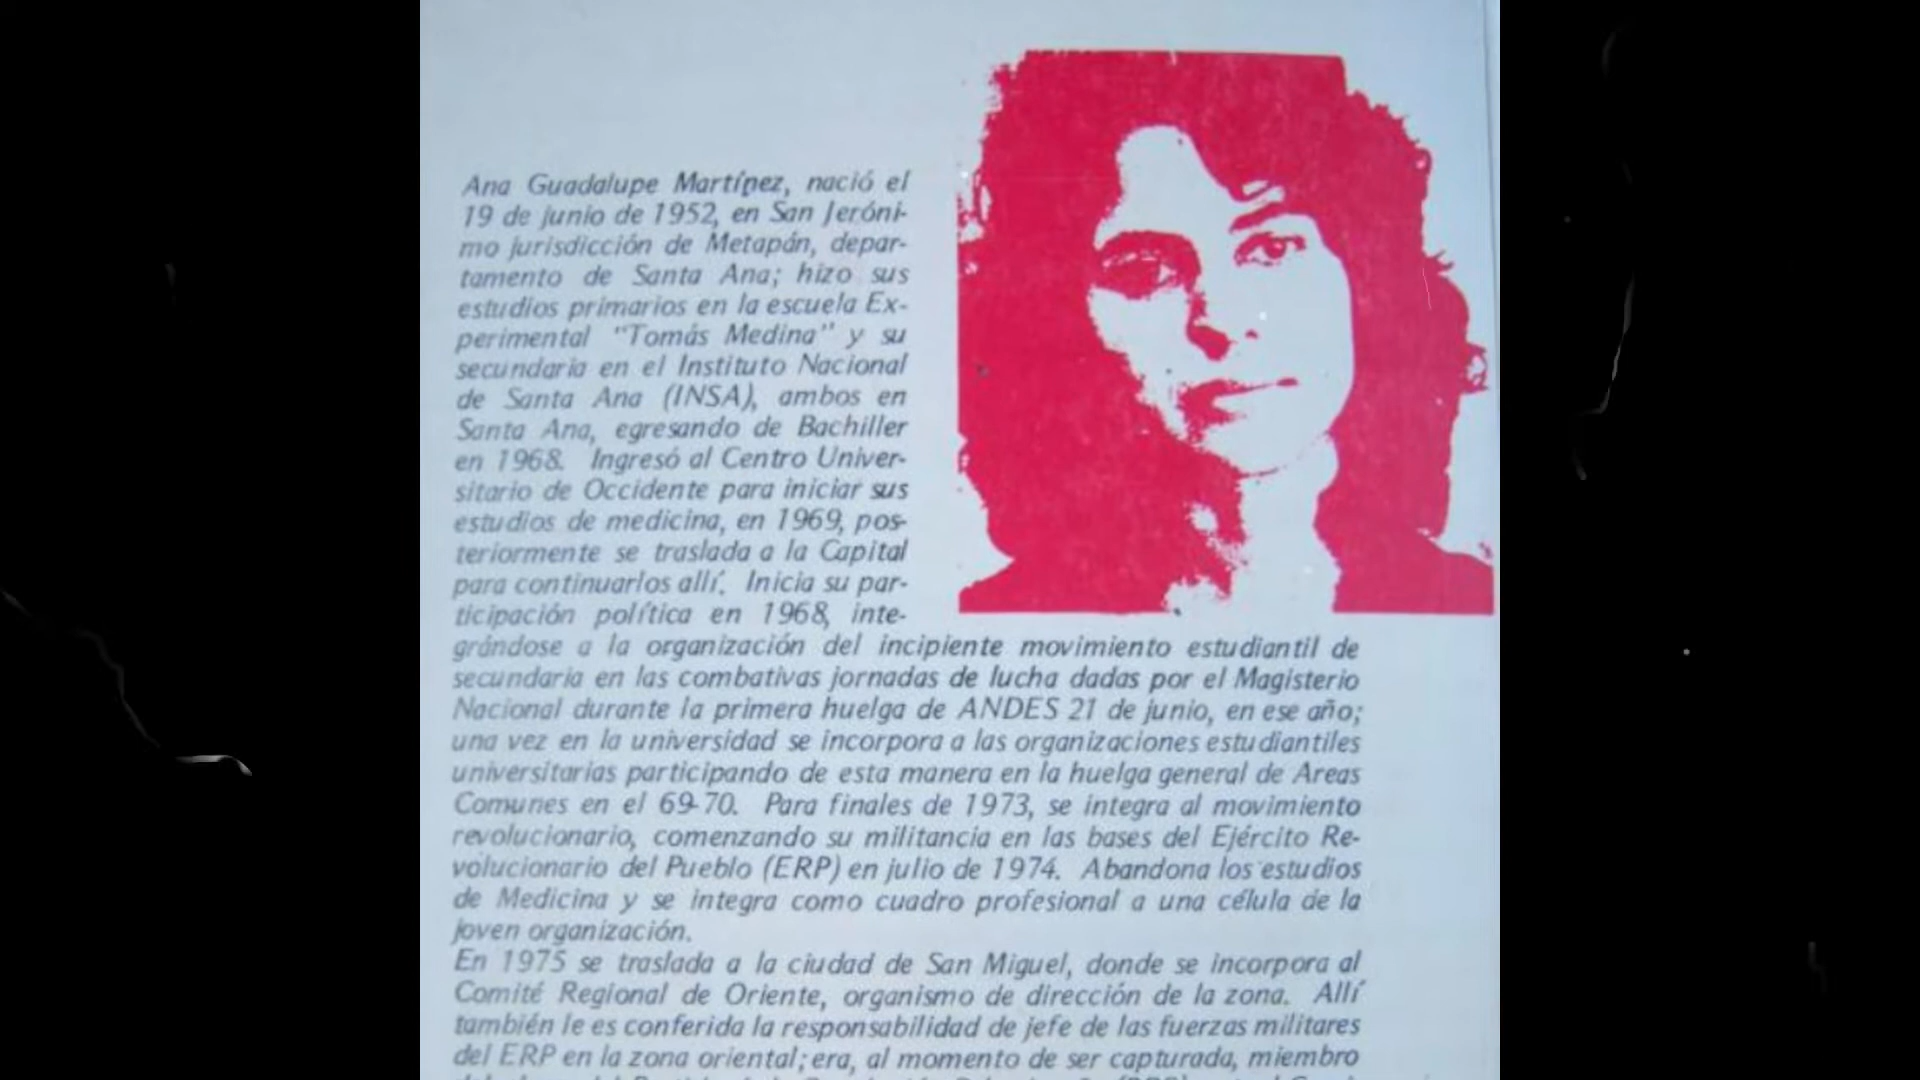 Ana Guadalupe Martínez, nació el
19 de junio de 1952, en San Jeróni-
mo jurisdicción de Metapán, depar-
tamento de Santa Ana; hizo sus
estudios primarios en la escuela Ex-
perimental "Tomás Medina" y su
secundaria en el Instituto Nacional
de Santa Ana (INSA), ambos en
Santa Ana, egresando de Bachiller
en 1968. Ingresó al Centro Univer-
sitario de Occidente para iniciar sus
estudios de medicina, en 1969, pos-
teriormente se traslada a la Capital
para continuarlos allí. Inicia su par-
ticipación política en 1968, inte-
grándose a la organización del incipiente movimiento estudiantil de
secundaria en las combativas jornadas de lucha dadas por el Magisterio
Nacional durante la primera huelga de ANDES 21 de junio, en ese año;
una vez en la universidad se incorpora a las organizaciones estudiantiles
universitarias participando de esta manera en la huelga general de Areas
Comunes en el 69-70. Para finales de 1973, se integra al movimiento
revolucionario, comenzando su militancia en las bases del Ejército Re-
volucionario del Pueblo (ERP) en julio de 1974. Abandona los estudios
de Medicina y se integra como cuadro profesional a una célula de la
joven organización.
En 1975 se traslada a la ciudad de San Miguel, donde se incorpora al
Comité Regional de Oriente, organismo de dirección de la zona. Allí
también le es conferida la responsabilidad de jefe de las fuerzas militares
del ERP en la zona oriental; era, al momento de ser capturada, miembro